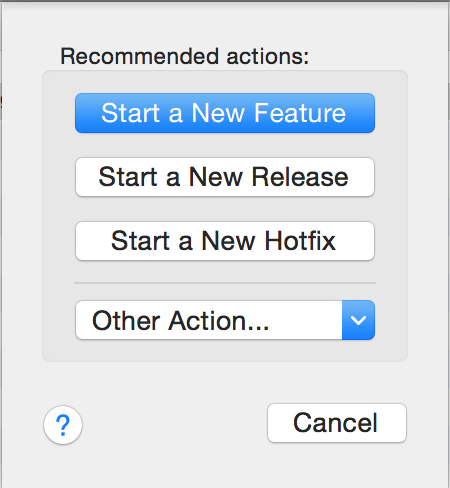 Recommended actions:
Start a New Feature
Start a New Release
Start a New Hotfix
Other Action...
?
Cancel